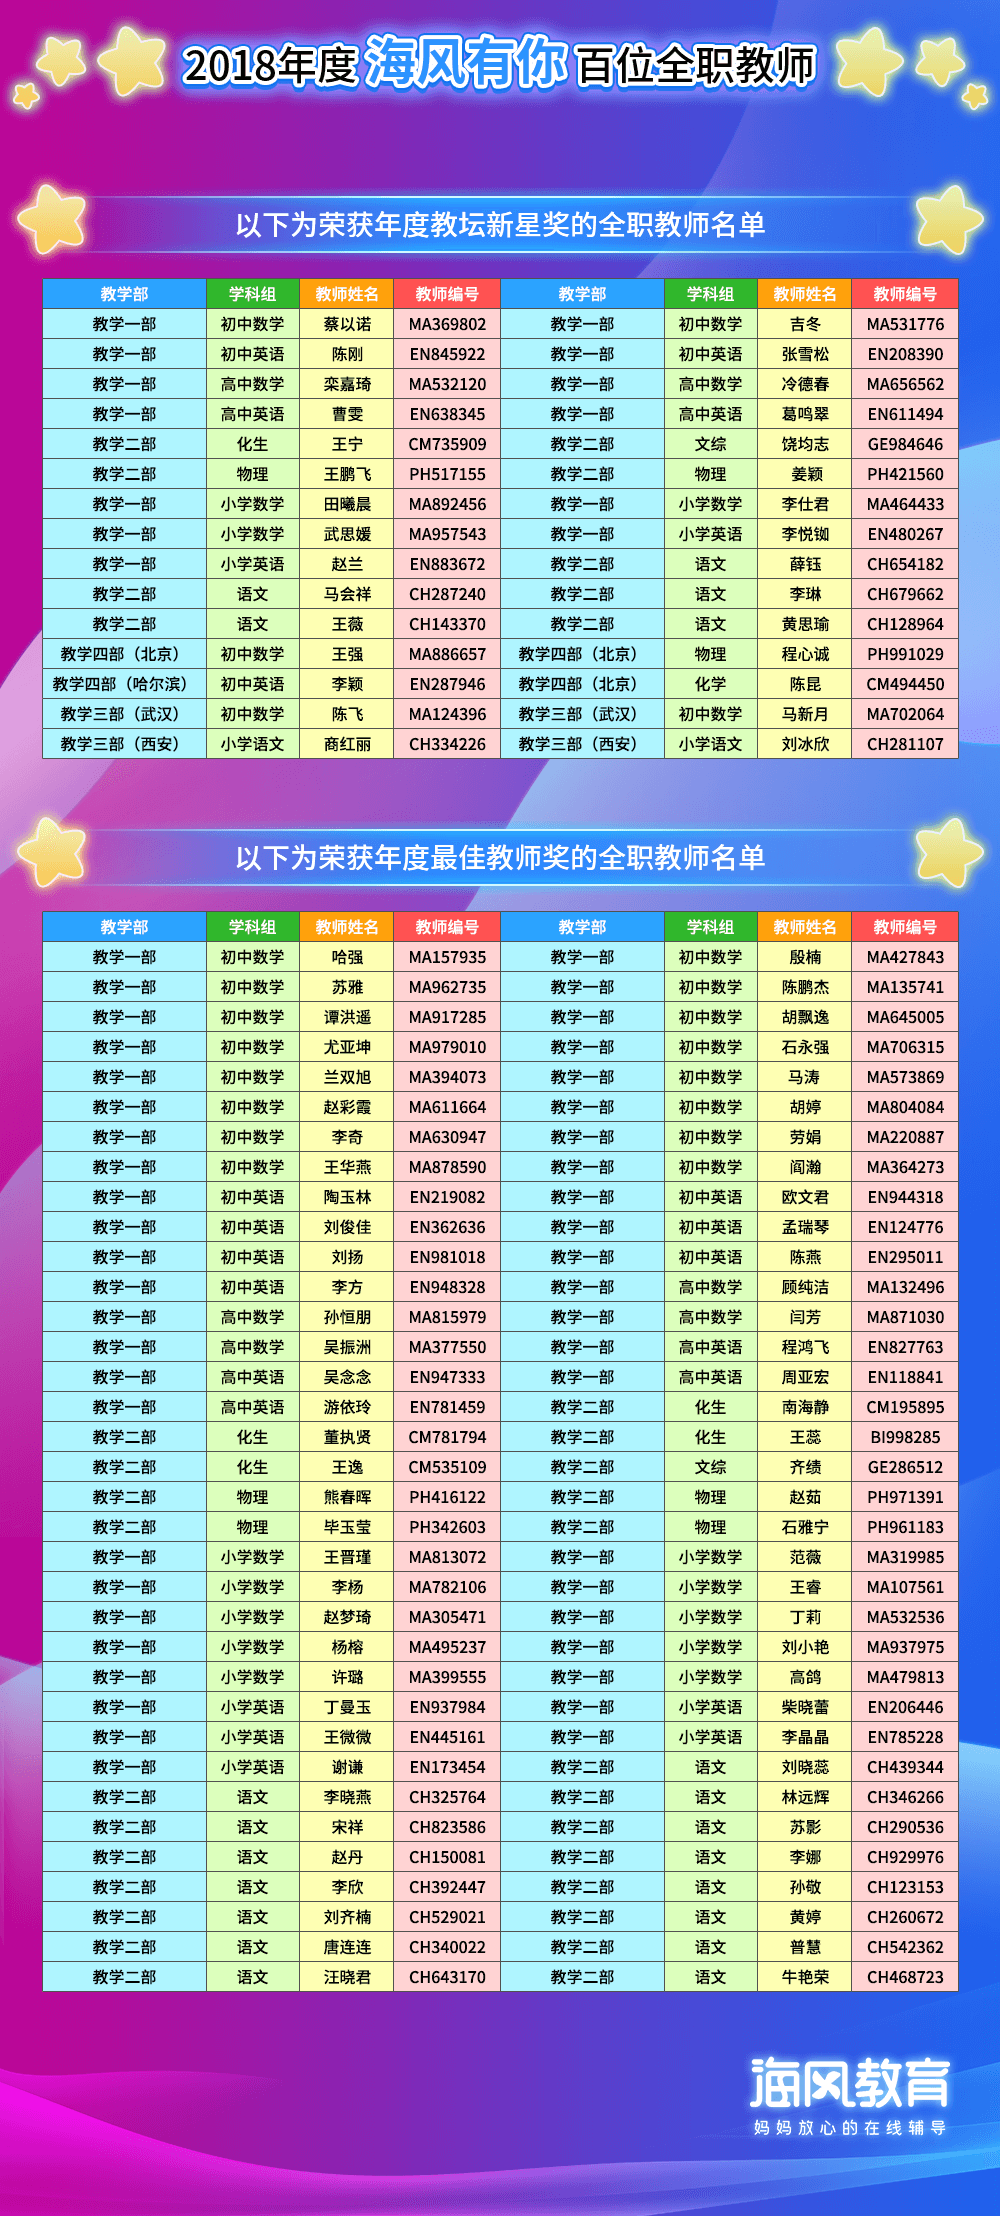 2018年度 海风有你 百位全职教师
以下为荣获年度教坛新星奖的全职教师名单
教学部 学科组 教师姓名 教师编号 教学部 学科组 教师姓名 教师编号
教学一部 初中数学 蔡以诺 MA369802 教学一部 初中数学 吉冬 MA531776
教学一部 初中英语 陈刚 EN845922 教学一部 初中英语 张雪松 EN208390
教学一部 高中数学 栾嘉琦 MA532120 教学一部 高中数学 冷德春 MA656562
教学一部 高中英语 曹雯 EN638345 教学一部 高中英语 葛鸣翠 EN611494
教学二部 化生 王宁 CM735909 教学二部 文综 饶均志 GE984646
教学二部 物理 王鹏飞 PH517155 教学二部 物理 姜颖 PH421560
教学一部 小学数学 田曦晨 MA892456 教学一部 小学数学 李仕君 MA464433
教学一部 小学数学 武思媛 MA957543 教学一部 小学英语 李悦铷 EN480267
教学一部 小学英语 赵兰 EN883672 教学二部 语文 薛钰 CH654182
教学二部 语文 马会祥 CH287240 教学二部 语文 李琳 CH679662
教学二部 语文 王薇 CH143370 教学二部 语文 黄思瑜 CH128964
教学四部（北京） 初中数学 王强 MA886657 教学四部（北京） 物理 程心诚 PH991029
教学四部（哈尔滨） 初中英语 李颖 EN287946 教学四部（北京） 化学 陈昆 CM494450
教学三部（武汉） 初中数学 陈飞 MA124396 教学三部（武汉） 初中数学 马新月 MA702064
教学三部（西安） 小学语文 商红丽 CH334226 教学三部（西安） 小学语文 刘冰欣 CH281107
以下为荣获年度最佳教师奖的全职教师名单
教学部 学科组 教师姓名 教师编号 教学部 学科组 教师姓名 教师编号
教学一部 初中数学 哈强 MA157935 教学一部 初中数学 殷楠 MA427843
教学一部 初中数学 苏雅 MA962735 教学一部 初中数学 陈鹏杰 MA135741
教学一部 初中数学 谭洪遥 MA917285 教学一部 初中数学 胡飘逸 MA645005
教学一部 初中数学 尤亚坤 MA979010 教学一部 初中数学 石永强 MA706315
教学一部 初中数学 兰双旭 MA394073 教学一部 初中数学 马涛 MA573869
教学一部 初中数学 赵彩霞 MA611664 教学一部 初中数学 胡婷 MA804084
教学一部 初中数学 李奇 MA630947 教学一部 初中数学 劳娟 MA220887
教学一部 初中数学 王华燕 MA878590 教学一部 初中数学 阎瀚 MA364273
教学一部 初中英语 陶玉林 EN219082 教学一部 初中英语 欧文君 EN944318
教学一部 初中英语 刘俊佳 EN362636 教学一部 初中英语 孟瑞琴 EN124776
教学一部 初中英语 刘扬 EN981018 教学一部 初中英语 陈燕 EN295011
教学一部 初中英语 李方 EN948328 教学一部 高中数学 顾纯洁 MA132496
教学一部 高中数学 孙恒朋 MA815979 教学一部 高中数学 闫芳 MA871030
教学一部 高中数学 吴振洲 MA377550 教学一部 高中英语 程鸿飞 EN827763
教学一部 高中英语 吴念念 EN947333 教学一部 高中英语 周亚宏 EN118841
教学一部 高中英语 游依玲 EN781459 教学二部 化生 南海静 CM195895
教学二部 化生 董执贤 CM781794 教学二部 化生 王蕊 BI998285
教学二部 化生 王逸 CM535109 教学二部 文综 齐绩 GE286512
教学二部 物理 熊春晖 PH416122 教学二部 物理 赵茹 PH971391
教学二部 物理 毕玉莹 PH342603 教学二部 物理 石雅宁 PH961183
教学一部 小学数学 王晋瑾 MA813072 教学一部 小学数学 范薇 MA319985
教学一部 小学数学 李杨 MA782106 教学一部 小学数学 王睿 MA107561
教学一部 小学数学 赵梦琦 MA305471 教学一部 小学数学 丁莉 MA532536
教学一部 小学数学 杨榕 MA495237 教学一部 小学数学 刘小艳 MA937975
教学一部 小学数学 许璐 MA399555 教学一部 小学数学 高鸽 MA479813
教学一部 小学英语 丁曼玉 EN937984 教学一部 小学英语 柴晓蕾 EN206446
教学一部 小学英语 王微微 EN445161 教学一部 小学英语 李晶晶 EN785228
教学一部 小学英语 谢谦 EN173454 教学二部 语文 刘晓蕊 CH439344
教学二部 语文 李晓燕 CH325764 教学二部 语文 林远辉 CH346266
教学二部 语文 宋祥 CH823586 教学二部 语文 苏影 CH290536
教学二部 语文 赵丹 CH150081 教学二部 语文 李娜 CH929976
教学二部 语文 李欣 CH392447 教学二部 语文 孙敬 CH123153
教学二部 语文 刘齐楠 CH529021 教学二部 语文 黄婷 CH260672
教学二部 语文 唐连连 CH340022 教学二部 语文 普慧 CH542362
教学二部 语文 汪晓君 CH643170 教学二部 语文 牛艳荣 CH468723
海风教育
妈妈放心的在线辅导